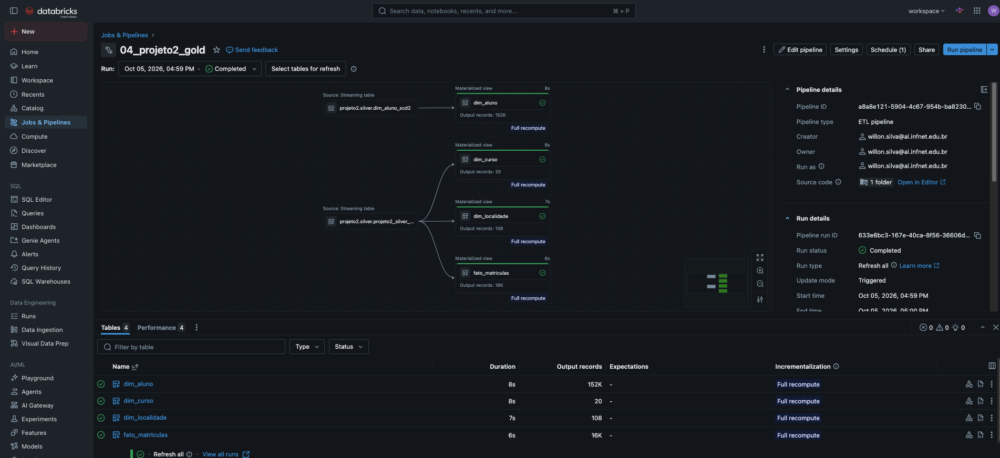 databricks
Free Edition
Search data, notebooks, recents, and more...
⌘ + P
workspace
W
New
Home
Learn
Workspace
Recents
Catalog
Jobs & Pipelines
Compute
Discover
Marketplace
SQL
SQL Editor
Queries
Dashboards
Genie Agents
Alerts
Query History
SQL Warehouses
Data Engineering
Runs
Data Ingestion
Visual Data Prep
AI/ML
Playground
Agents
AI Gateway
Experiments
Features
Models
Jobs & Pipelines ›
04_projeto2_gold
Send feedback
Edit pipeline
Settings
Schedule (1)
Share
Run pipeline
Run:
Oct 05, 2026, 04:59 PM · Completed
Select tables for refresh
Source: Streaming table
projeto2.silver.dim_aluno_scd2
Source: Streaming table
projeto2.silver.projeto2_silver_...
Materialized view 8s
dim_aluno
Output records: 152K
Full recompute
Materialized view 8s
dim_curso
Output records: 20
Full recompute
Materialized view 7s
dim_localidade
Output records: 108
Full recompute
Materialized view 6s
fato_matriculas
Output records: 16K
Full recompute
Pipeline details
Pipeline ID a8a8e121-5904-4c67-954b-ba8230...
Pipeline type ETL pipeline
Creator willon.silva@al.infnet.edu.br
Owner willon.silva@al.infnet.edu.br
Run as willon.silva@al.infnet.edu.br
Source code 1 folder Open in Editor
Run details
Pipeline run ID 633e6bc3-167e-40ca-8f56-36606d...
Run status Completed
Run type Refresh all Learn more
Update mode Triggered
Start time Oct 05, 2026, 04:59 PM
End time Oct 05, 2026, 05:00 PM
Tables 4 Performance 4
0 0 0
Filter by table
Type
Status
Name Duration Output records Expectations Incrementalization
dim_aluno 8s 152K - Full recompute
dim_curso 8s 20 - Full recompute
dim_localidade 7s 108 - Full recompute
fato_matriculas 6s 16K - Full recompute
· Refresh all · View all runs